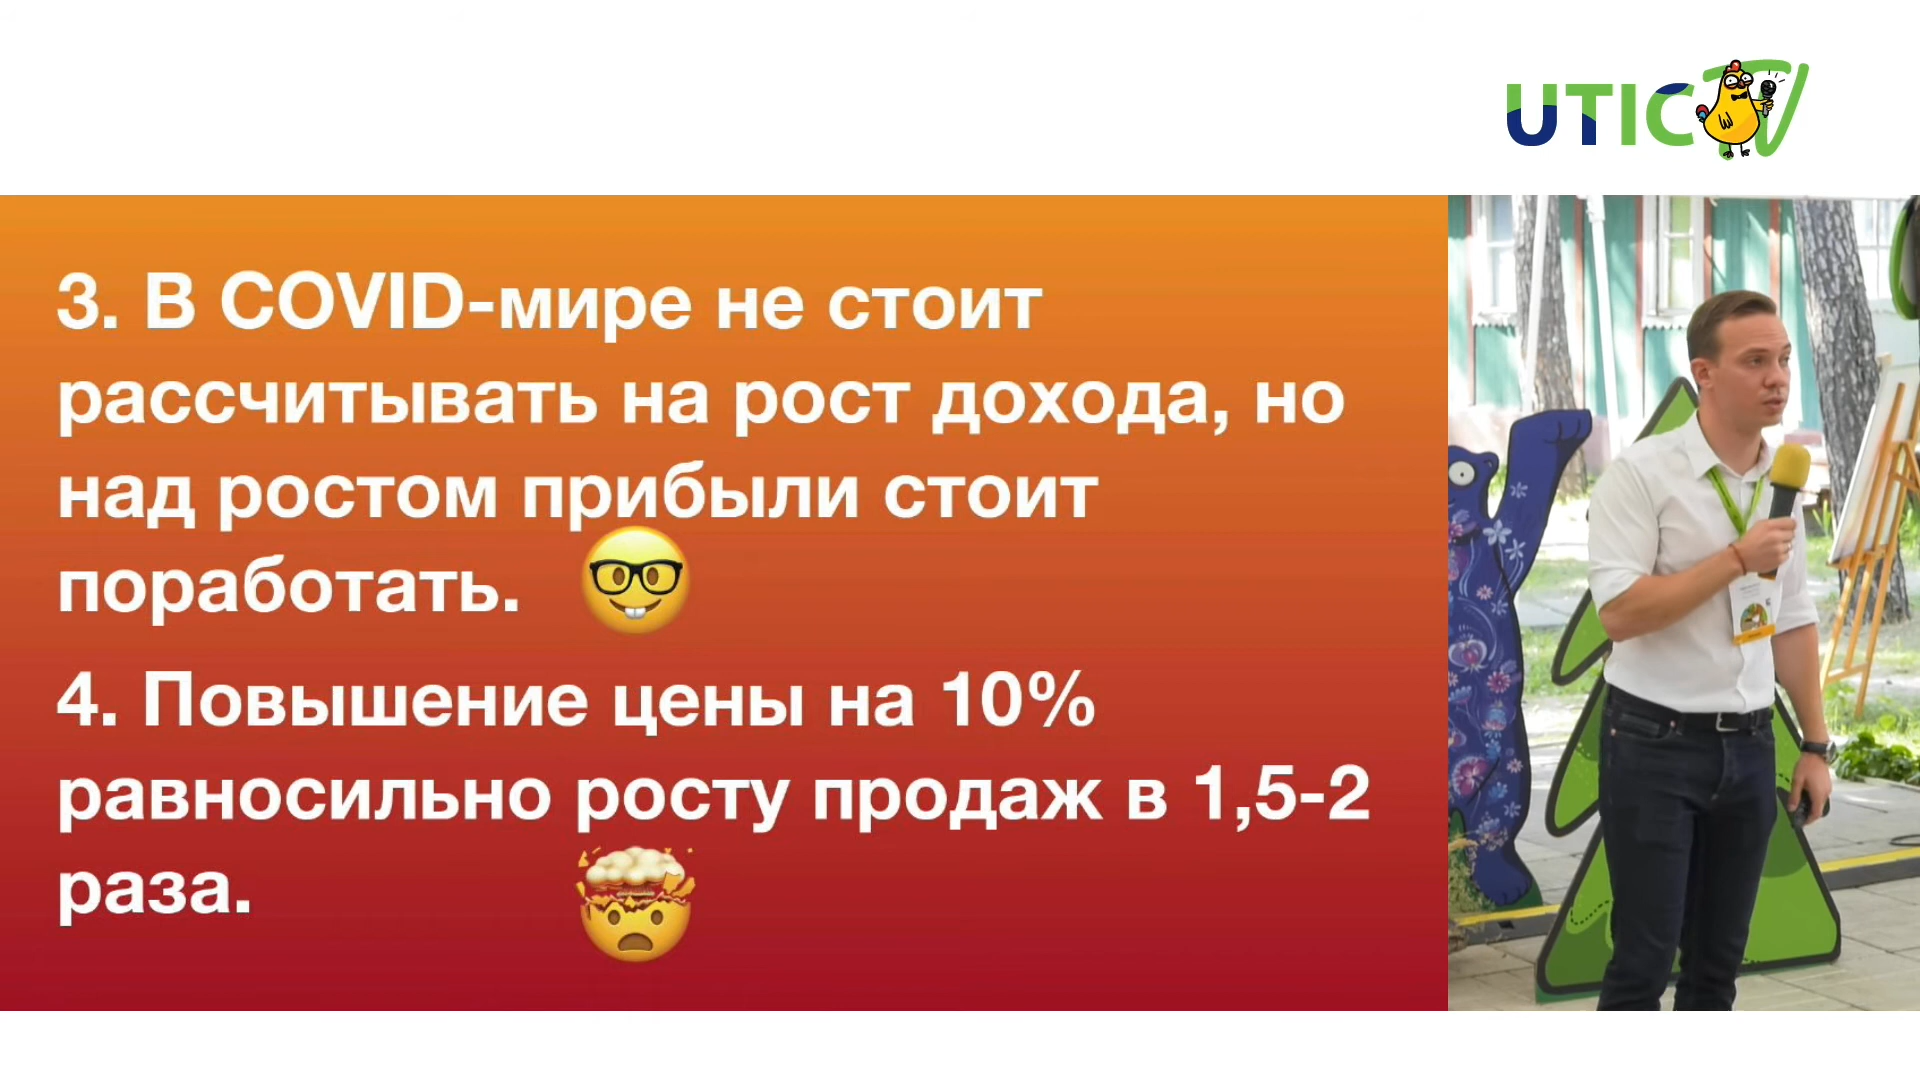 UTIC TV
3. В COVID-мире не стоит
рассчитывать на рост дохода, но
над ростом прибыли стоит
поработать.
4. Повышение цены на 10%
равносильно росту продаж в 1,5-2
раза.